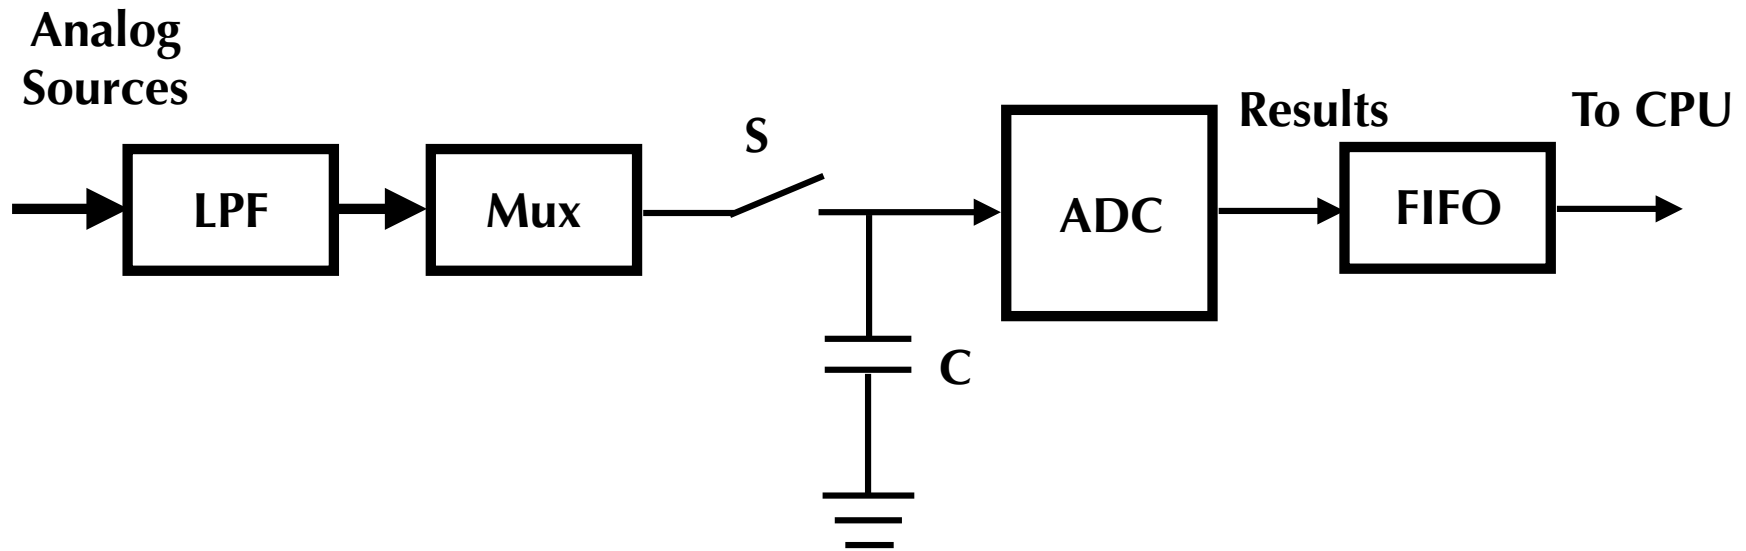 Analog
Sources
LPF
Mux
S
C
ADC
Results
FIFO
To CPU